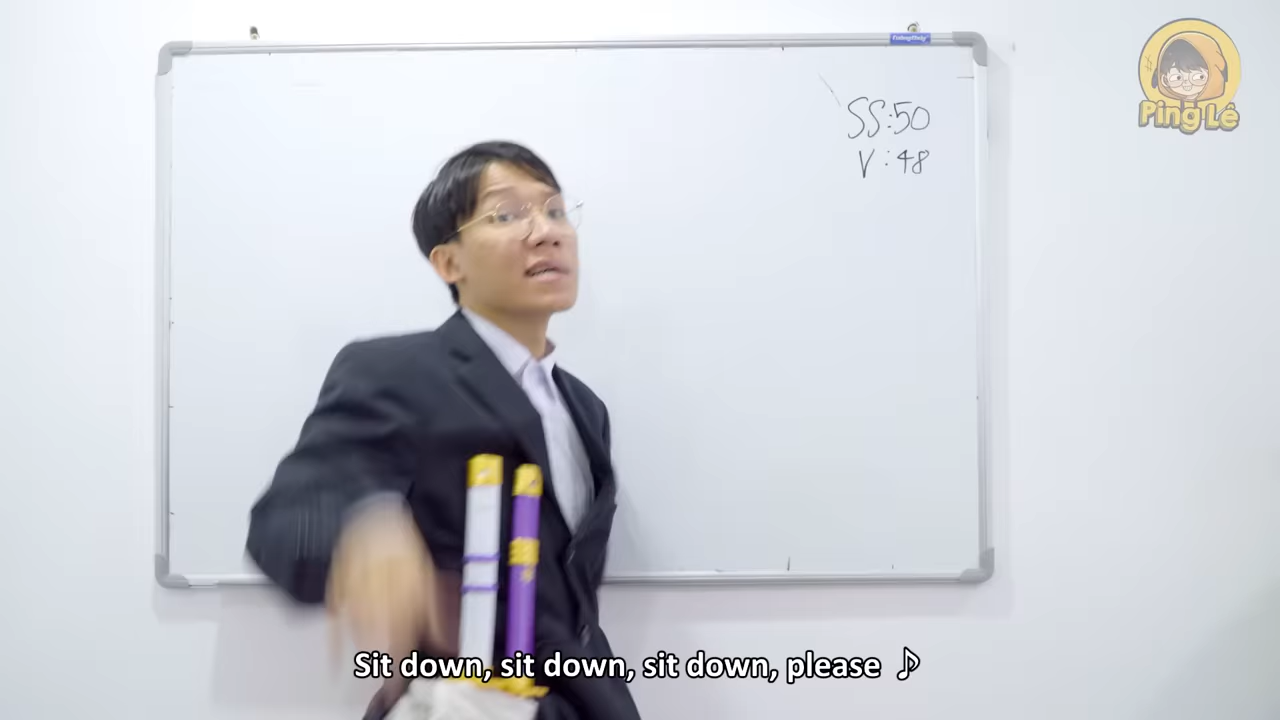 SS:50
V:48
Ping Lê
Sit down, sit down, sit down, please ♪